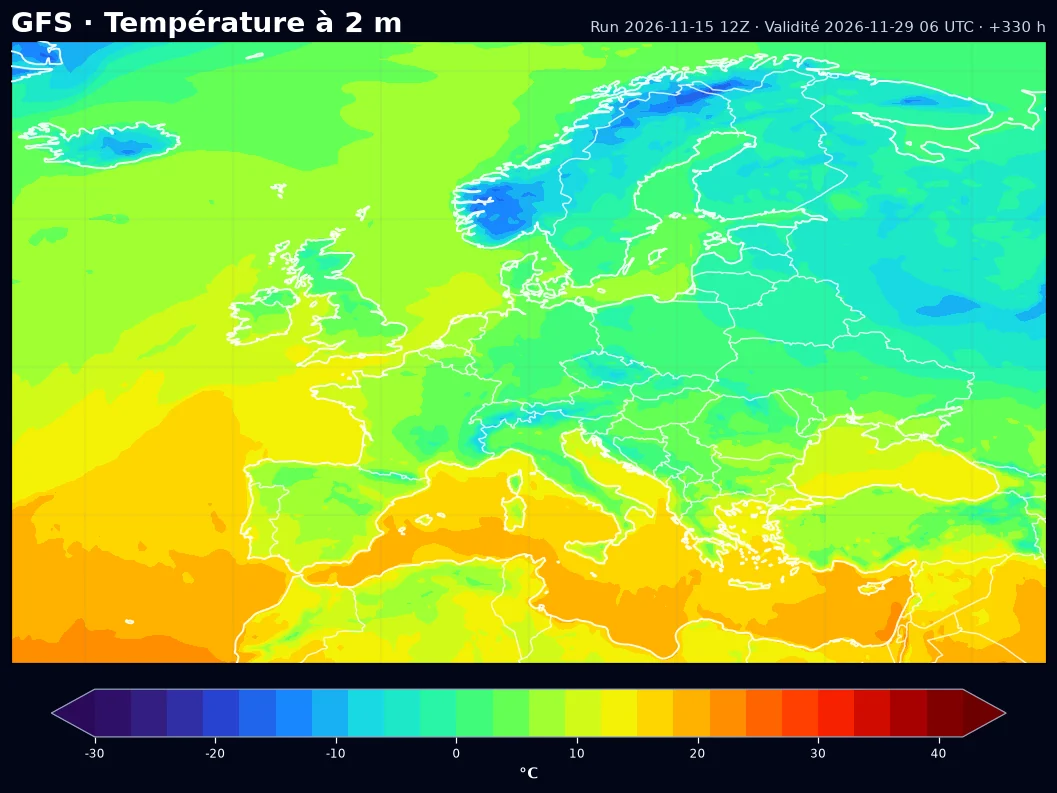 GFS · Température à 2 m
Run 2026-11-15 12Z · Validité 2026-11-29 06 UTC · +330 h
-30 -20 -10 0 10 20 30 40
°C